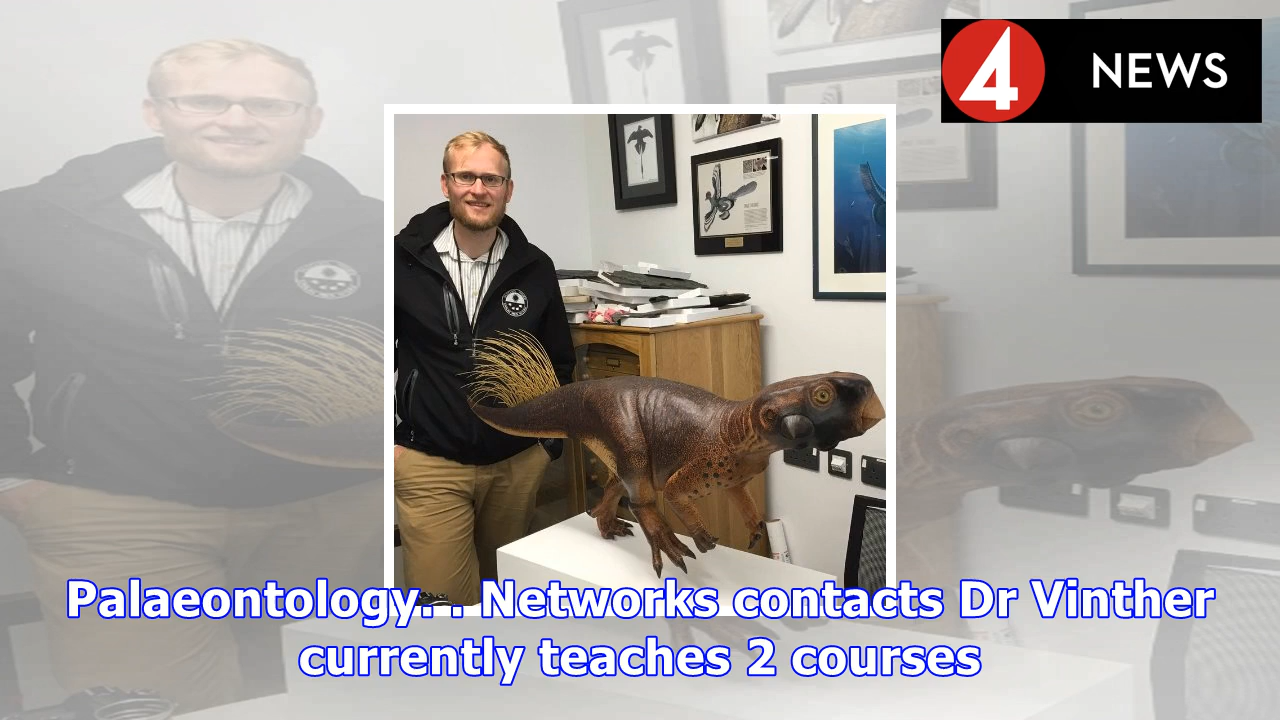 4 NEWS
Palaeontology. . Networks contacts Dr Vinther
currently teaches 2 courses